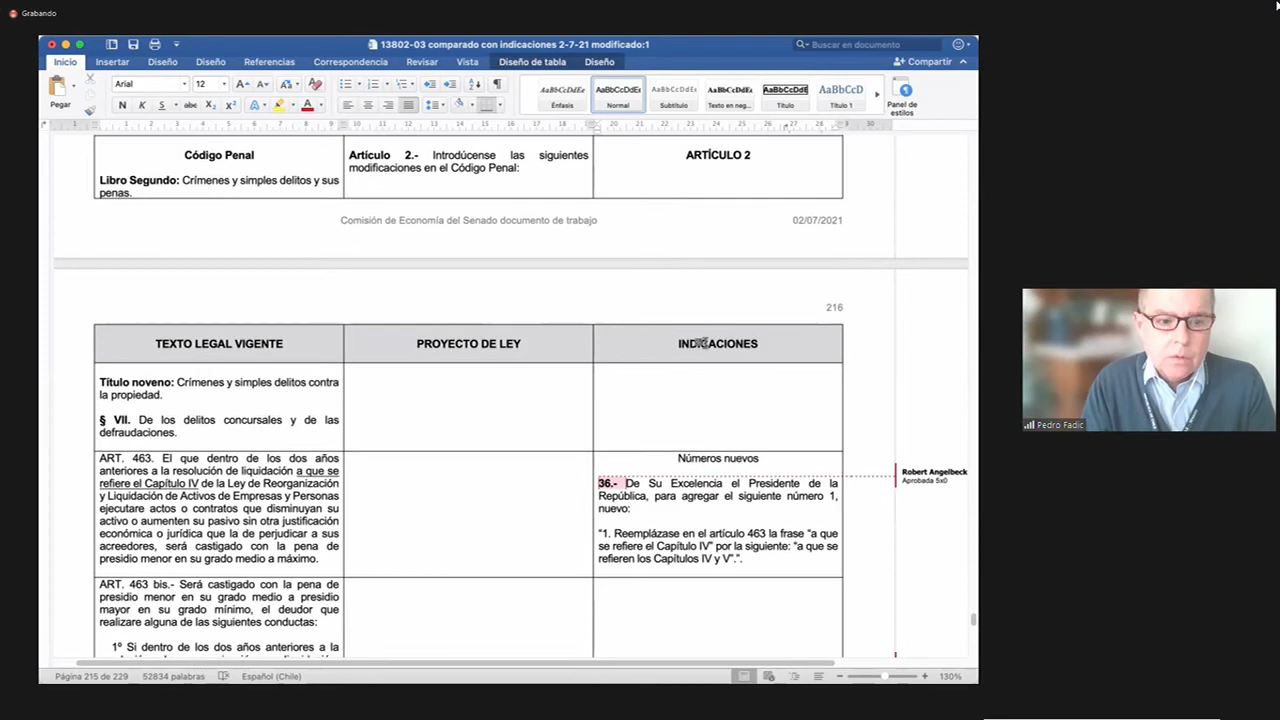 Grabando
13802-03 comparado con indicaciones 2-7-21 modificado:1
Buscar en documento
Inicio Insertar Diseño Diseño Referencias Correspondencia Revisar Vista Diseño de tabla Diseño Compartir
Pegar
Arial 12
N K S abc X2 X2
AaBbCcDdEe AaBbCcDdE AaBbCcDdEe AaBbCcDdEe AaBbCcDdE AaBbCcD
Énfasis Normal Subtítulo Texto en neg... Título Título 1
Panel de
estilos
Código Penal
Libro Segundo: Crímenes y simples delitos y sus
penas.
Artículo 2.- Introdúcense las siguientes
modificaciones en el Código Penal:
ARTÍCULO 2
Comisión de Economía del Senado documento de trabajo 02/07/2021
216
TEXTO LEGAL VIGENTE PROYECTO DE LEY INDICACIONES
Título noveno: Crímenes y simples delitos contra
la propiedad.
§ VII. De los delitos concursales y de las
defraudaciones.
ART. 463. El que dentro de los dos años
anteriores a la resolución de liquidación a que se
refiere el Capítulo IV de la Ley de Reorganización
y Liquidación de Activos de Empresas y Personas
ejecutare actos o contratos que disminuyan su
activo o aumenten su pasivo sin otra justificación
económica o jurídica que la de perjudicar a sus
acreedores, será castigado con la pena de
presidio menor en su grado medio a máximo.
Números nuevos
36.- De Su Excelencia el Presidente de la
República, para agregar el siguiente número 1,
nuevo:
“1. Reemplázase en el artículo 463 la frase “a que
se refiere el Capítulo IV” por la siguiente: “a que se
refieren los Capítulos IV y V”.”.
Robert Angelbeck
Aprobada 5x0
ART. 463 bis.- Será castigado con la pena de
presidio menor en su grado medio a presidio
mayor en su grado mínimo, el deudor que
realizare alguna de las siguientes conductas:
1º Si dentro de los dos años anteriores a la
Página 215 de 229 52834 palabras Español (Chile) 130%
Pedro Fadic